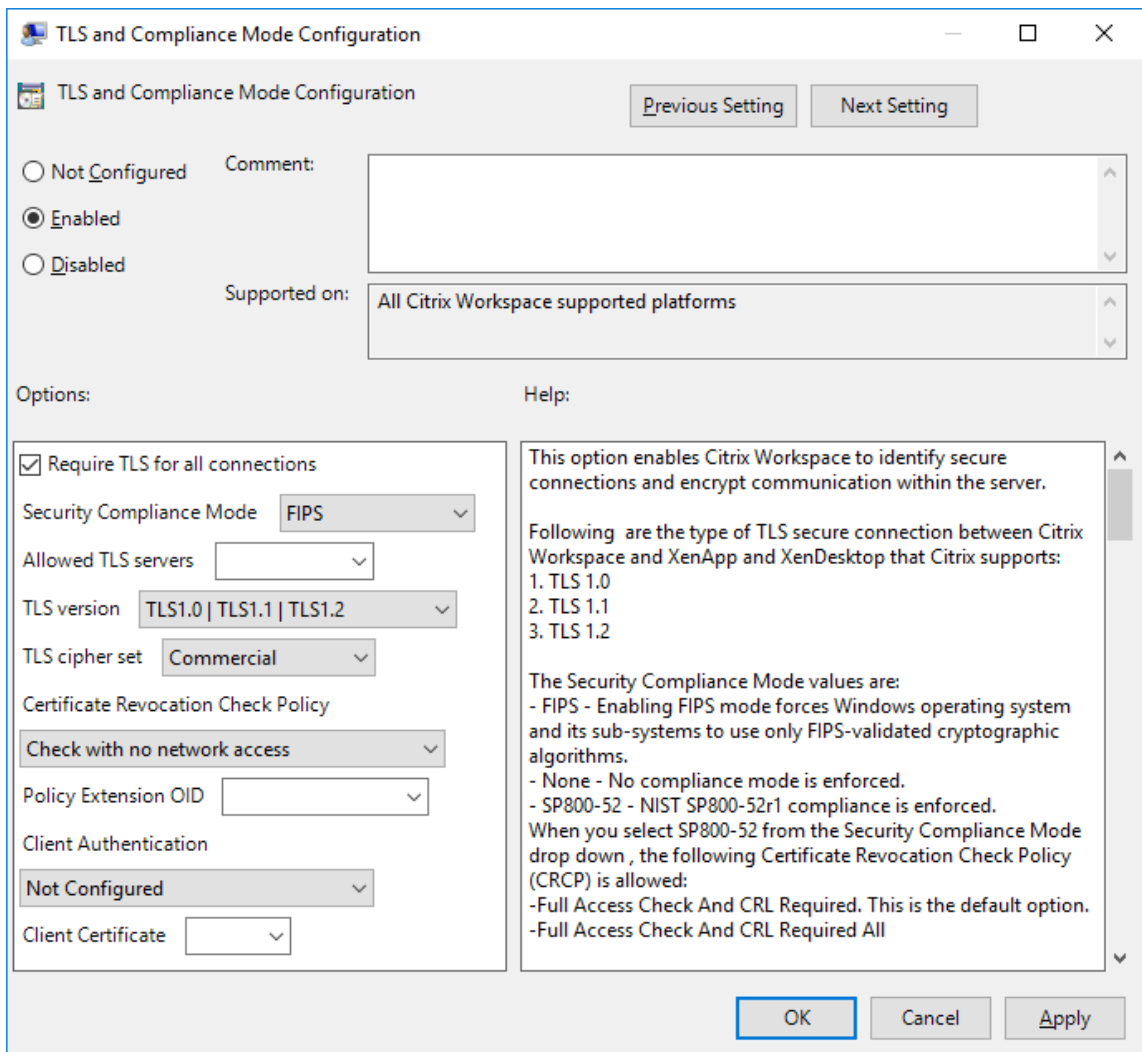 TLS and Compliance Mode Configuration
TLS and Compliance Mode Configuration
Previous Setting
Next Setting
Not Configured
Enabled
Disabled
Comment:
Supported on:
All Citrix Workspace supported platforms
Options:
Help:
Require TLS for all connections
Security Compliance Mode FIPS
Allowed TLS servers
TLS version TLS1.0 | TLS1.1 | TLS1.2
TLS cipher set Commercial
Certificate Revocation Check Policy
Check with no network access
Policy Extension OID
Client Authentication
Not Configured
Client Certificate
This option enables Citrix Workspace to identify secure
connections and encrypt communication within the server.
Following  are the type of TLS secure connection between Citrix
Workspace and XenApp and XenDesktop that Citrix supports:
1. TLS 1.0
2. TLS 1.1
3. TLS 1.2
The Security Compliance Mode values are:
- FIPS - Enabling FIPS mode forces Windows operating system
and its sub-systems to use only FIPS-validated cryptographic
algorithms.
- None - No compliance mode is enforced.
- SP800-52 - NIST SP800-52r1 compliance is enforced.
When you select SP800-52 from the Security Compliance Mode
drop down , the following Certificate Revocation Check Policy
(CRCP) is allowed:
-Full Access Check And CRL Required. This is the default option.
-Full Access Check And CRL Required All
OK
Cancel
Apply